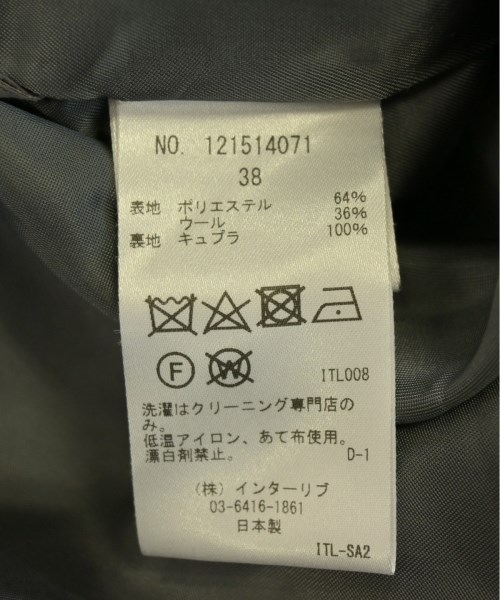 NO. 121514071
38
表地 ポリエステル 64%
ウール 36%
裏地 キュプラ 100%
F W
ITL008
洗濯はクリーニング専門店の
み。
低温アイロン、あて布使用。
漂白剤禁止。 D-1
(株) インターリブ
03-6416-1861
日本製
ITL-SA2